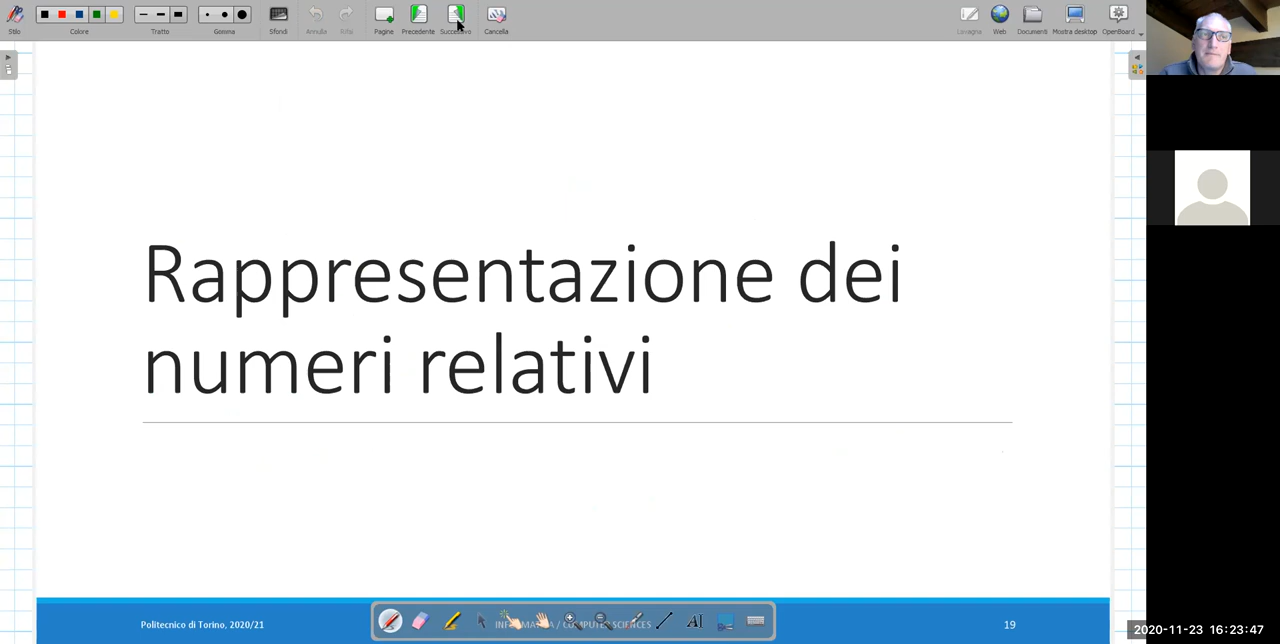 Stilo
Colore
Tratto
Gomma
Sfondi
Annulla
Pagine
Precedente
Successivo
Cancella
Lavagna
Web
Documenti
Mostra desktop
OpenBoard
Rappresentazione dei
numeri relativi
Politecnico di Torino, 2020/21
INFORMATICA / COMPUTER SCIENCES
19
2020-11-23 16:23:47